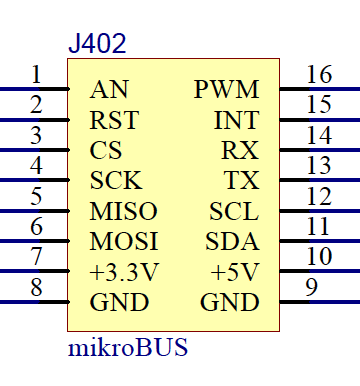 J402
1 AN PWM 16
2 RST INT 15
3 CS RX 14
4 SCK TX 13
5 MISO SCL 12
6 MOSI SDA 11
7 +3.3V +5V 10
8 GND GND 9
mikroBUS